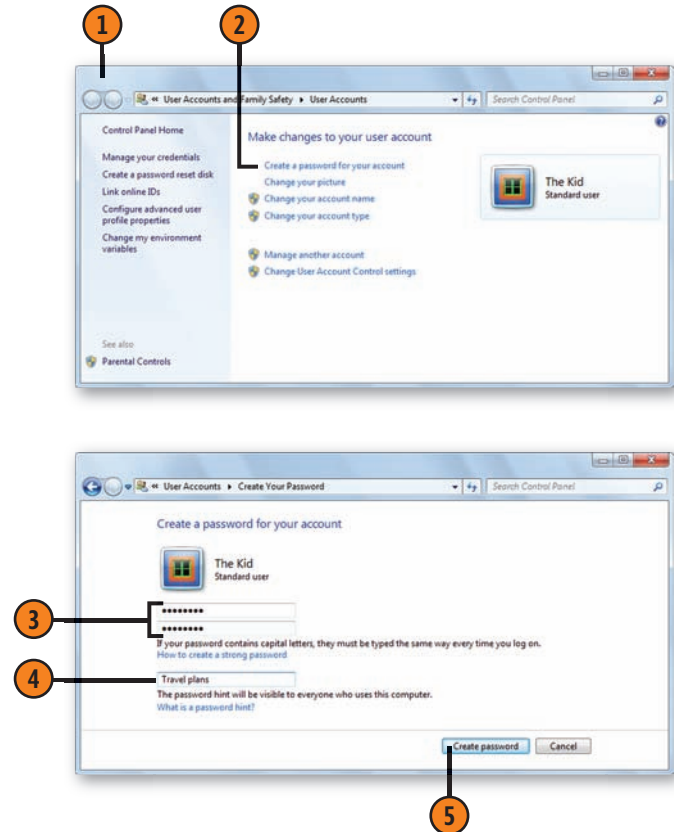 1
2
« User Accounts and Family Safety ▸ User Accounts
Search Control Panel
Control Panel Home
Manage your credentials
Create a password reset disk
Link online IDs
Configure advanced user
profile properties
Change my environment
variables
See also
Parental Controls
Make changes to your user account
Create a password for your account
Change your picture
Change your account name
Change your account type
Manage another account
Change User Account Control settings
The Kid
Standard user
« User Accounts ▸ Create Your Password
Search Control Panel
Create a password for your account
The Kid
Standard user
3
••••••••
••••••••
If your password contains capital letters, they must be typed the same way every time you log on.
How to create a strong password
4
Travel plans
The password hint will be visible to everyone who uses this computer.
What is a password hint?
Create password
Cancel
5